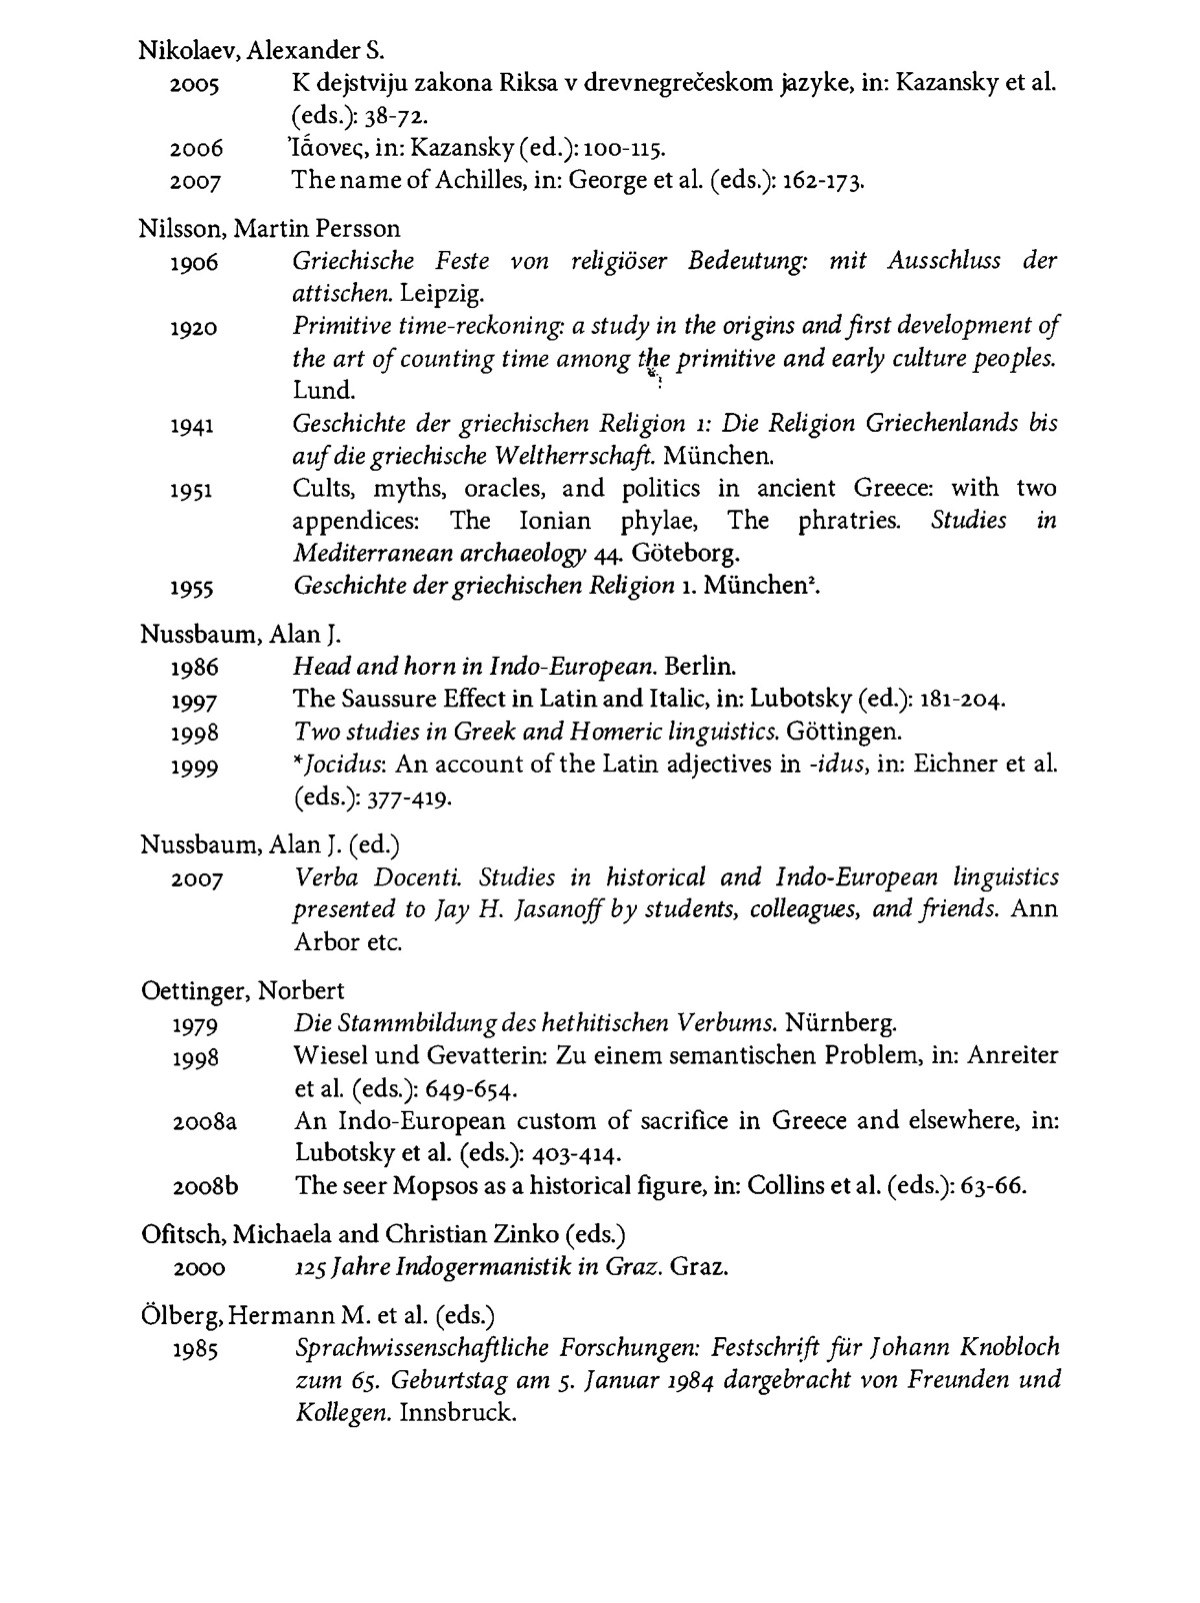 Nikolaev, Alexander S.
2005 K dejstviju zakona Riksa v drevnegrečeskom jazyke, in: Kazansky et al.
(eds.): 38-72.
2006 Ἰά̄ονες, in: Kazansky (ed.): 100-115.
2007 The name of Achilles, in: George et al. (eds.): 162-173.
Nilsson, Martin Persson
1906 Griechische Feste von religiöser Bedeutung: mit Ausschluss der
attischen. Leipzig.
1920 Primitive time-reckoning: a study in the origins and first development of
the art of counting time among the primitive and early culture peoples.
Lund.
1941 Geschichte der griechischen Religion 1: Die Religion Griechenlands bis
auf die griechische Weltherrschaft. München.
1951 Cults, myths, oracles, and politics in ancient Greece: with two
appendices: The Ionian phylae, The phratries. Studies in
Mediterranean archaeology 44. Göteborg.
1955 Geschichte der griechischen Religion 1. München².
Nussbaum, Alan J.
1986 Head and horn in Indo-European. Berlin.
1997 The Saussure Effect in Latin and Italic, in: Lubotsky (ed.): 181-204.
1998 Two studies in Greek and Homeric linguistics. Göttingen.
1999 *Jocidus: An account of the Latin adjectives in -idus, in: Eichner et al.
(eds.): 377-419.
Nussbaum, Alan J. (ed.)
2007 Verba Docenti. Studies in historical and Indo-European linguistics
presented to Jay H. Jasanoff by students, colleagues, and friends. Ann
Arbor etc.
Oettinger, Norbert
1979 Die Stammbildung des hethitischen Verbums. Nürnberg.
1998 Wiesel und Gevatterin: Zu einem semantischen Problem, in: Anreiter
et al. (eds.): 649-654.
2008a An Indo-European custom of sacrifice in Greece and elsewhere, in:
Lubotsky et al. (eds.): 403-414.
2008b The seer Mopsos as a historical figure, in: Collins et al. (eds.): 63-66.
Ofitsch, Michaela and Christian Zinko (eds.)
2000 125 Jahre Indogermanistik in Graz. Graz.
Ölberg, Hermann M. et al. (eds.)
1985 Sprachwissenschaftliche Forschungen: Festschrift für Johann Knobloch
zum 65. Geburtstag am 5. Januar 1984 dargebracht von Freunden und
Kollegen. Innsbruck.